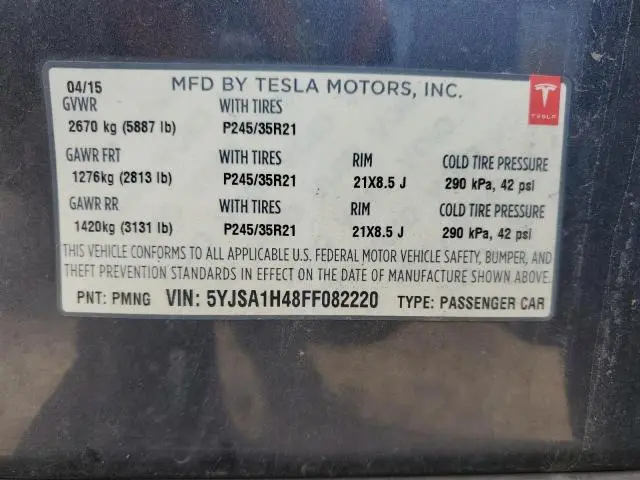 04/15 MFD BY TESLA MOTORS, INC.
TESLA
GVWR WITH TIRES
2670 kg (5887 lb) P245/35R21
GAWR FRT WITH TIRES RIM COLD TIRE PRESSURE
1276kg (2813 lb) P245/35R21 21X8.5 J 290 kPa, 42 psi
GAWR RR WITH TIRES RIM COLD TIRE PRESSURE
1420kg (3131 lb) P245/35R21 21X8.5 J 290 kPa, 42 psi
THIS VEHICLE CONFORMS TO ALL APPLICABLE U.S. FEDERAL MOTOR VEHICLE SAFETY, BUMPER, AND
THEFT PREVENTION STANDARDS IN EFFECT ON THE DATE OF MANUFACTURE SHOWN ABOVE.
PNT: PMNG VIN: 5YJSA1H48FF082220 TYPE: PASSENGER CAR